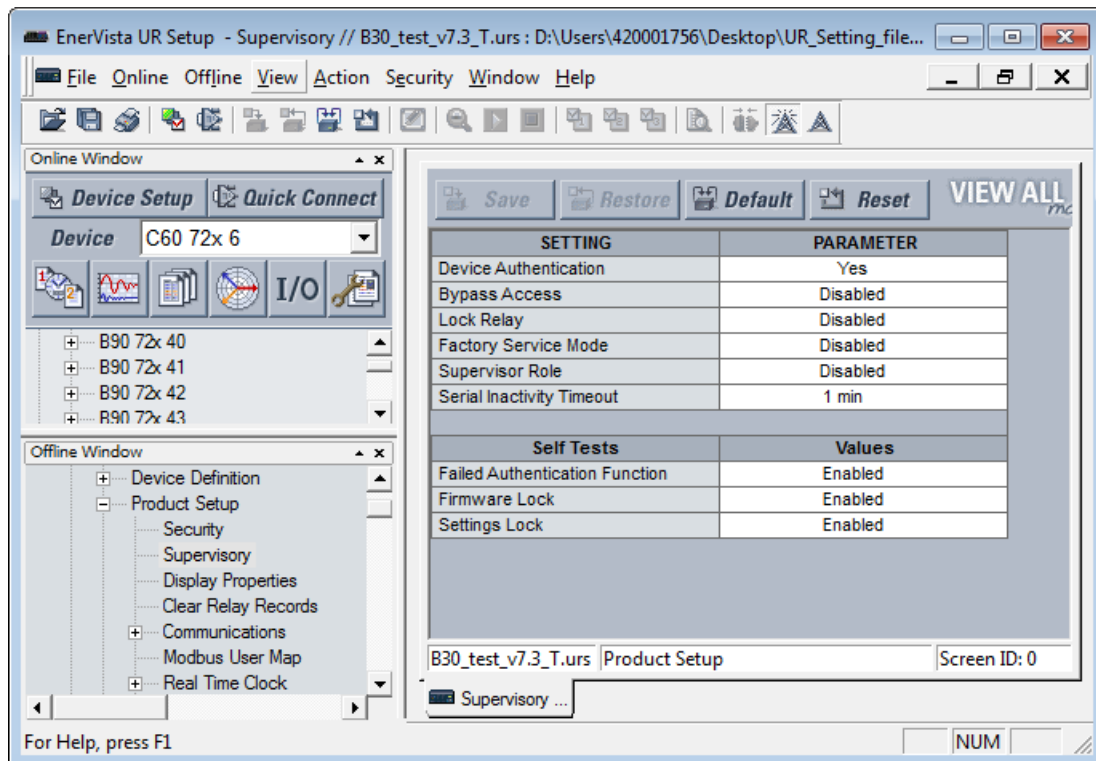 EnerVista UR Setup - Supervisory // B30_test_v7.3_T.urs : D:\Users\420001756\Desktop\UR_Setting_file...
File Online Offline View Action Security Window Help
Online Window
Device Setup Quick Connect
Device C60 72x 6
1 2 I/O
B90 72x 40
B90 72x 41
B90 72x 42
B90 72x 43
Offline Window
Device Definition
Product Setup
Security
Supervisory
Display Properties
Clear Relay Records
Communications
Modbus User Map
Real Time Clock
Save Restore Default Reset VIEW ALL
SETTING PARAMETER
Device Authentication Yes
Bypass Access Disabled
Lock Relay Disabled
Factory Service Mode Disabled
Supervisor Role Disabled
Serial Inactivity Timeout 1 min
Self Tests Values
Failed Authentication Function Enabled
Firmware Lock Enabled
Settings Lock Enabled
B30_test_v7.3_T.urs Product Setup Screen ID: 0
Supervisory ...
For Help, press F1 NUM